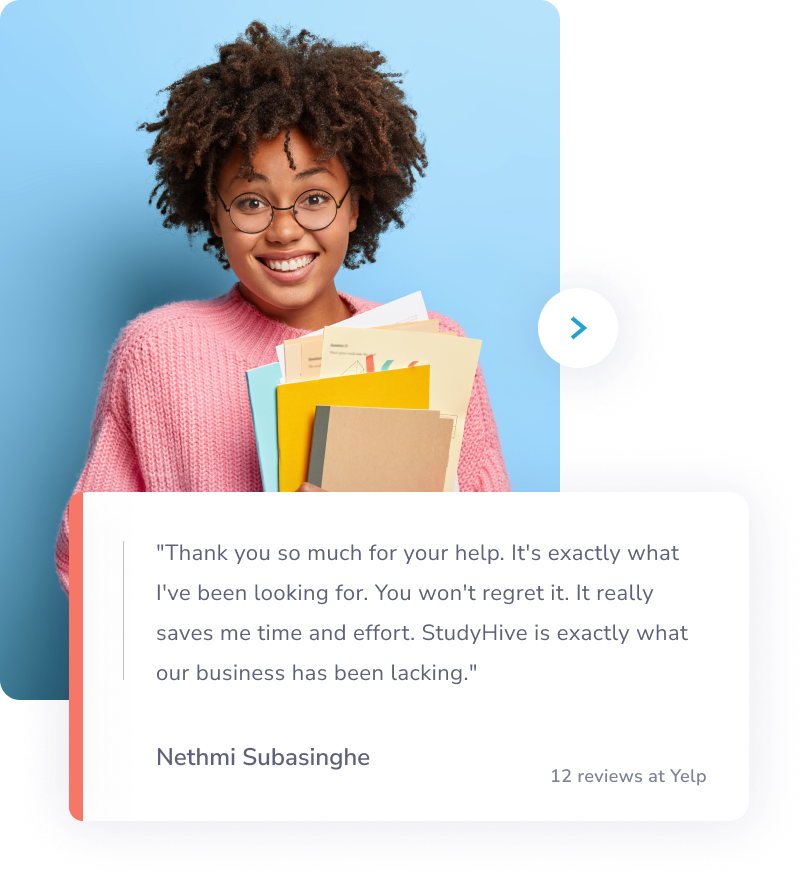 "Thank you so much for your help. It's exactly what
I've been looking for. You won't regret it. It really
saves me time and effort. StudyHive is exactly what
our business has been lacking."
Nethmi Subasinghe
12 reviews at Yelp